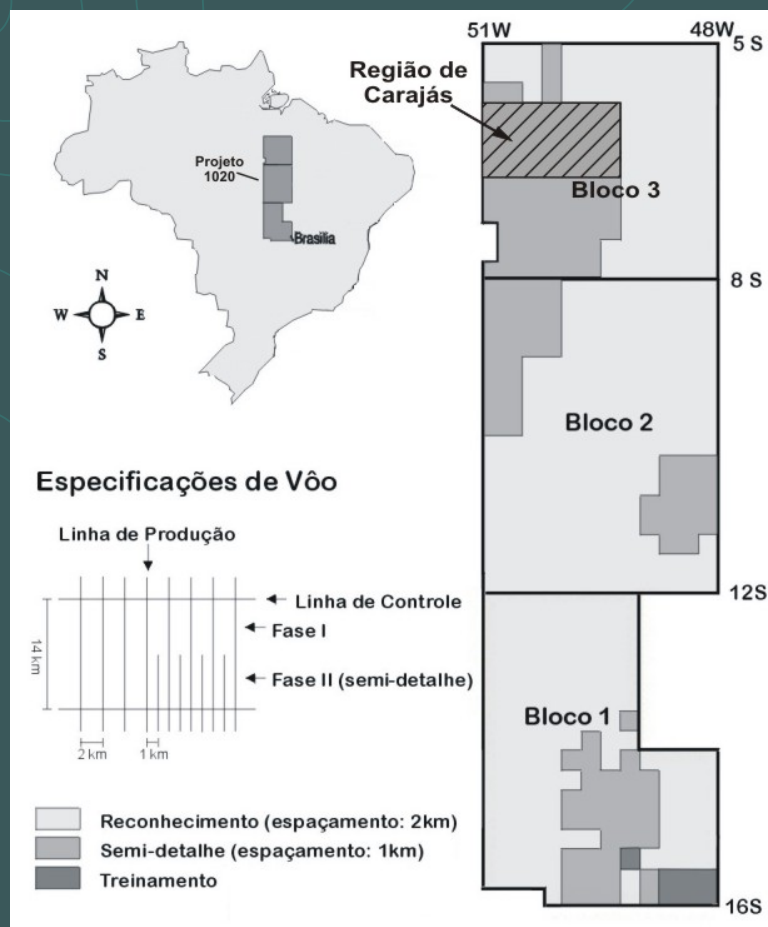 51W
48W
5 S
Região de
Carajás
Projeto
1020
Brasília
Bloco 3
N
W
E
S
8 S
Bloco 2
Especificações de Vôo
Linha de Produção
Linha de Controle
Fase I
14 km
Fase II (semi-detalhe)
2 km
1 km
12S
Bloco 1
Reconhecimento (espaçamento: 2km)
Semi-detalhe (espaçamento: 1km)
Treinamento
16S